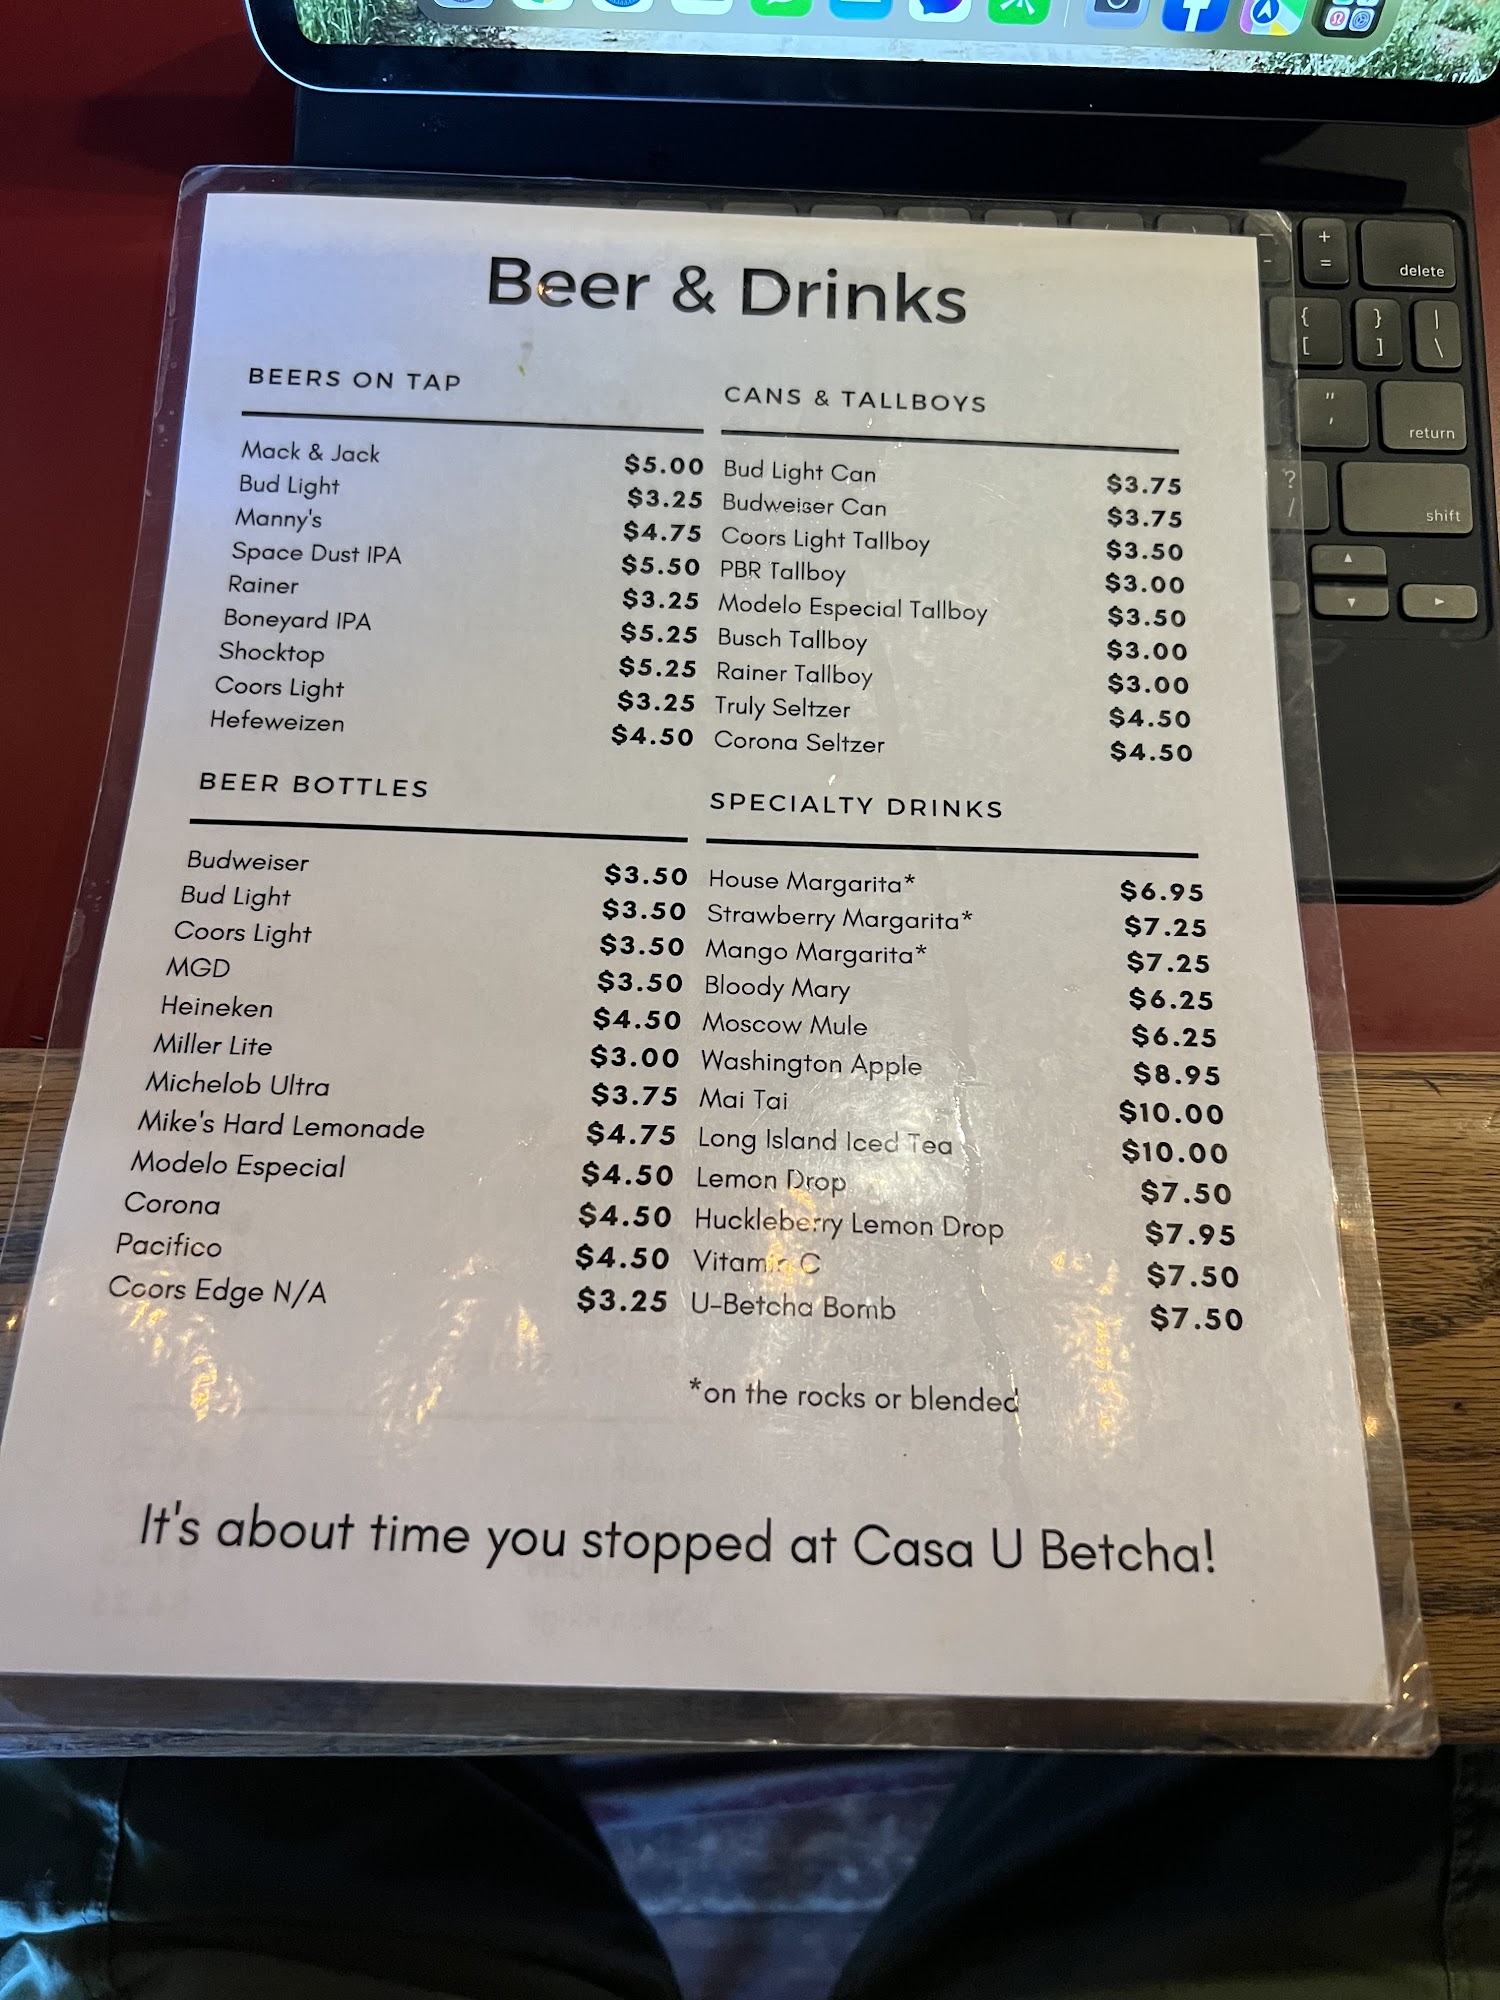 Beer & Drinks
BEERS ON TAP
Mack & Jack $5.00
Bud Light $3.25
Manny's $4.75
Space Dust IPA $5.50
Rainer $3.25
Boneyard IPA $5.25
Shocktop $5.25
Coors Light $3.25
Hefeweizen $4.50
CANS & TALLBOYS
Bud Light Can $3.75
Budweiser Can $3.75
Coors Light Tallboy $3.50
PBR Tallboy $3.00
Modelo Especial Tallboy $3.50
Busch Tallboy $3.00
Rainer Tallboy $3.00
Truly Seltzer $4.50
Corona Seltzer $4.50
BEER BOTTLES
Budweiser $3.50
Bud Light $3.50
Coors Light $3.50
MGD $3.50
Heineken $4.50
Miller Lite $3.00
Michelob Ultra $3.75
Mike's Hard Lemonade $4.75
Modelo Especial $4.50
Corona $4.50
Pacifico $4.50
Coors Edge N/A $3.25
SPECIALTY DRINKS
House Margarita* $6.95
Strawberry Margarita* $7.25
Mango Margarita* $7.25
Bloody Mary $6.25
Moscow Mule $6.25
Washington Apple $8.95
Mai Tai $10.00
Long Island Iced Tea $10.00
Lemon Drop $7.50
Huckleberry Lemon Drop $7.95
Vitamin C $7.50
U-Betcha Bomb $7.50
*on the rocks or blended
It's about time you stopped at Casa U Betcha!
+
=
delete
{ } |
[ ] \
"
'
return
?
/
shift